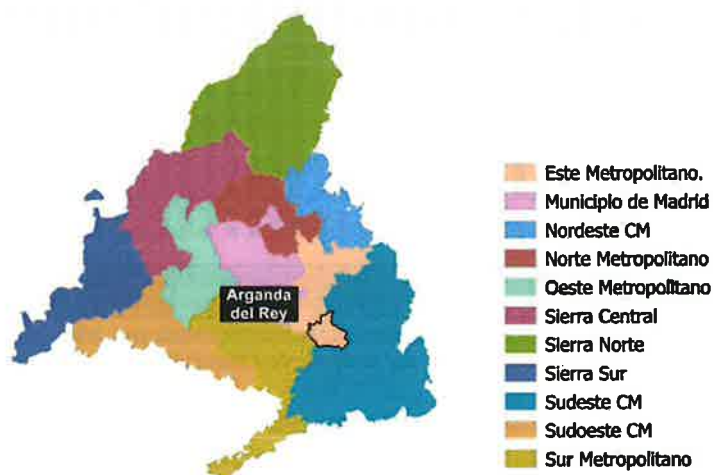 Arganda
del Rey
Este Metropolitano.
Municipio de Madrid
Nordeste CM
Norte Metropolitano
Oeste Metropolitano
Sierra Central
Sierra Norte
Sierra Sur
Sudeste CM
Sudoeste CM
Sur Metropolitano